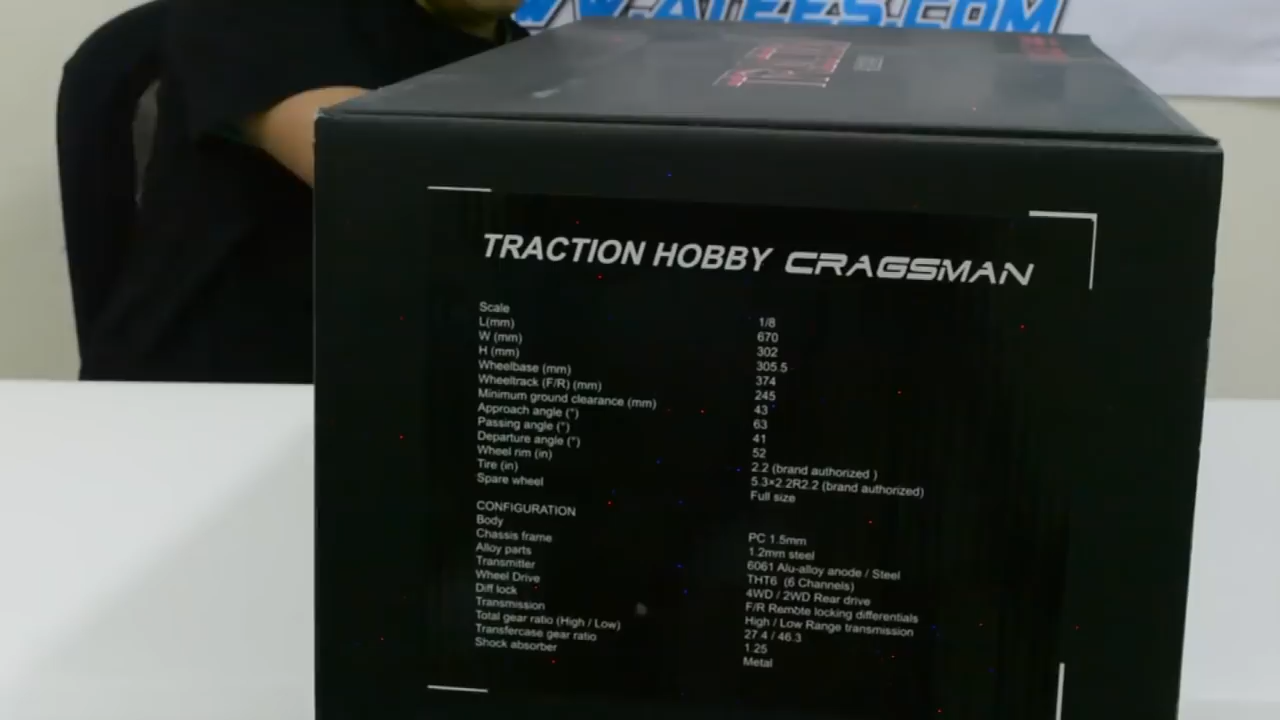 WWW.ATEES.COM
TRACTION HOBBY CRAGSMAN
Scale 1/8
L(mm) 670
W (mm) 302
H (mm) 305.5
Wheelbase (mm) 374
Wheeltrack (F/R) (mm) 245
Minimum ground clearance (mm) 43
Approach angle (°) 63
Passing angle (°) 41
Departure angle (°) 52
Wheel rim (in) 2.2 (brand authorized )
Tire (in) 5.3×2.2R2.2 (brand authorized)
Spare wheel Full size
CONFIGURATION
Body PC 1.5mm
Chassis frame 1.2mm steel
Alloy parts 6061 Alu-alloy anode / Steel
Transmitter THT6 (6 Channels)
Wheel Drive 4WD / 2WD Rear drive
Diff lock F/R Remote locking differentials
Transmission High / Low Range transmission
Total gear ratio (High / Low) 27.4 / 46.3
Transfercase gear ratio 1.25
Shock absorber Metal